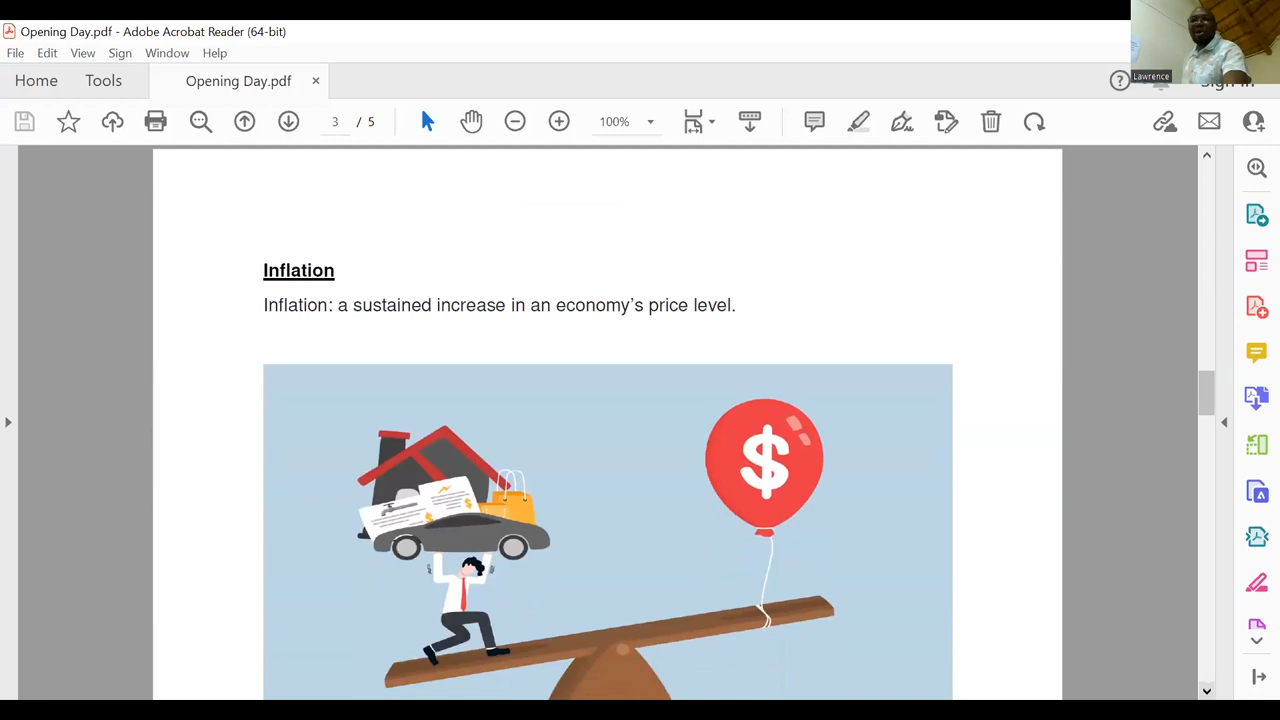 Opening Day.pdf - Adobe Acrobat Reader (64-bit)
File Edit View Sign Window Help
Home Tools Opening Day.pdf ×
3 / 5 100%
Lawrence
Inflation
Inflation: a sustained increase in an economy’s price level.
$